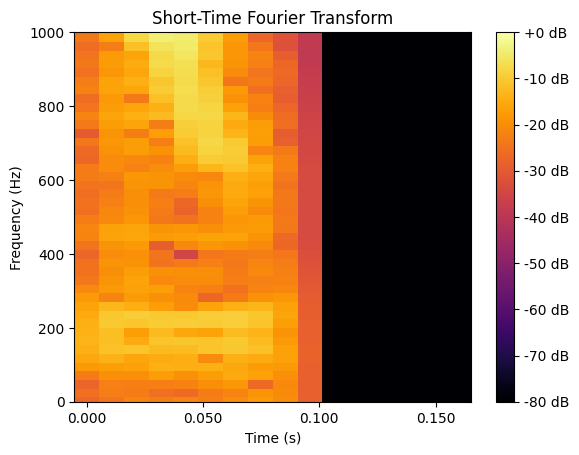 Short-Time Fourier Transform
1000
800
600
400
200
0
Frequency (Hz)
0.000
0.050
0.100
0.150
Time (s)
+0 dB
-10 dB
-20 dB
-30 dB
-40 dB
-50 dB
-60 dB
-70 dB
-80 dB